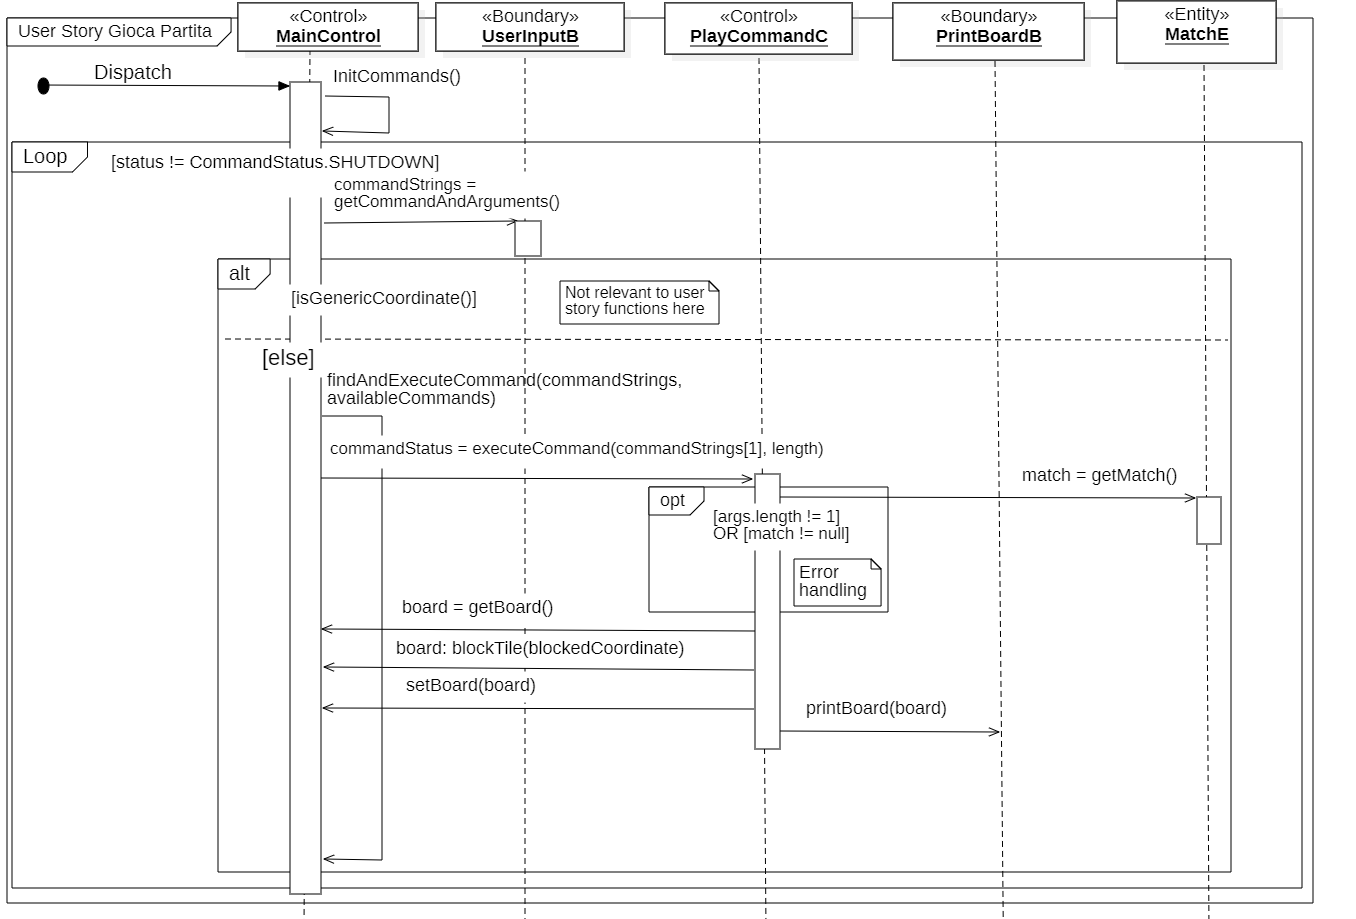 User Story Gioca Partita
«Control»
MainControl
«Boundary»
UserInputB
«Control»
PlayCommandC
«Boundary»
PrintBoardB
«Entity»
MatchE
Dispatch
InitCommands()
Loop
[status != CommandStatus.SHUTDOWN]
commandStrings =
getCommandAndArguments()
alt
[isGenericCoordinate()]
Not relevant to user
story functions here
[else]
findAndExecuteCommand(commandStrings,
availableCommands)
commandStatus = executeCommand(commandStrings[1], length)
match = getMatch()
opt
[args.length != 1]
OR [match != null]
Error
handling
board = getBoard()
board: blockTile(blockedCoordinate)
setBoard(board)
printBoard(board)